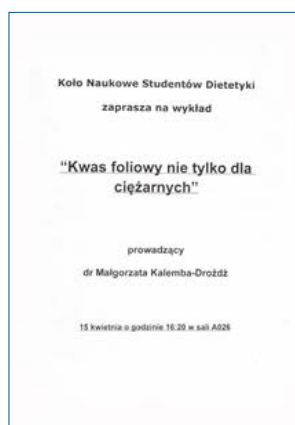 Koło Naukowe Studentów Dietetyki
zaprasza na wykład
“Kwas foliowy nie tylko dla
ciężarnych”
prowadzący
dr Małgorzata Kalemba-Drożdż
15 kwietnia o godzinie 16:20 w sali A026